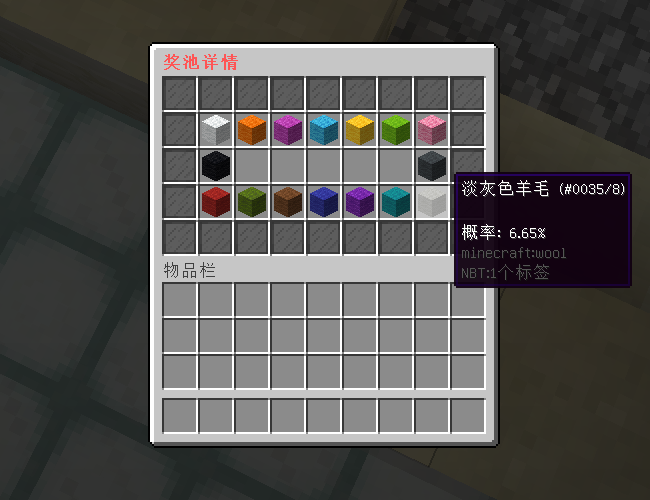 奖池详情
淡灰色羊毛 (#0035/8)
概率: 6.65%
minecraft:wool
NBT:1个标签
物品栏